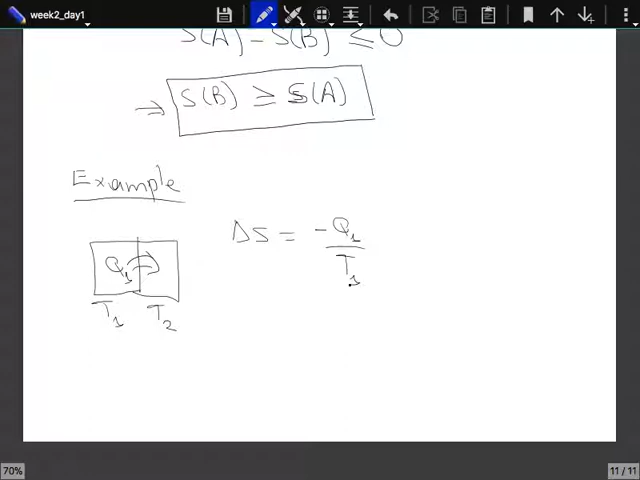 week2_day1
S(A) - S(B) ≤ 0
⇒ S(B) ≥ S(A)
Example
ΔS = -Q₁/T₁
Q₁
T₁ T₂
70%
11 / 11